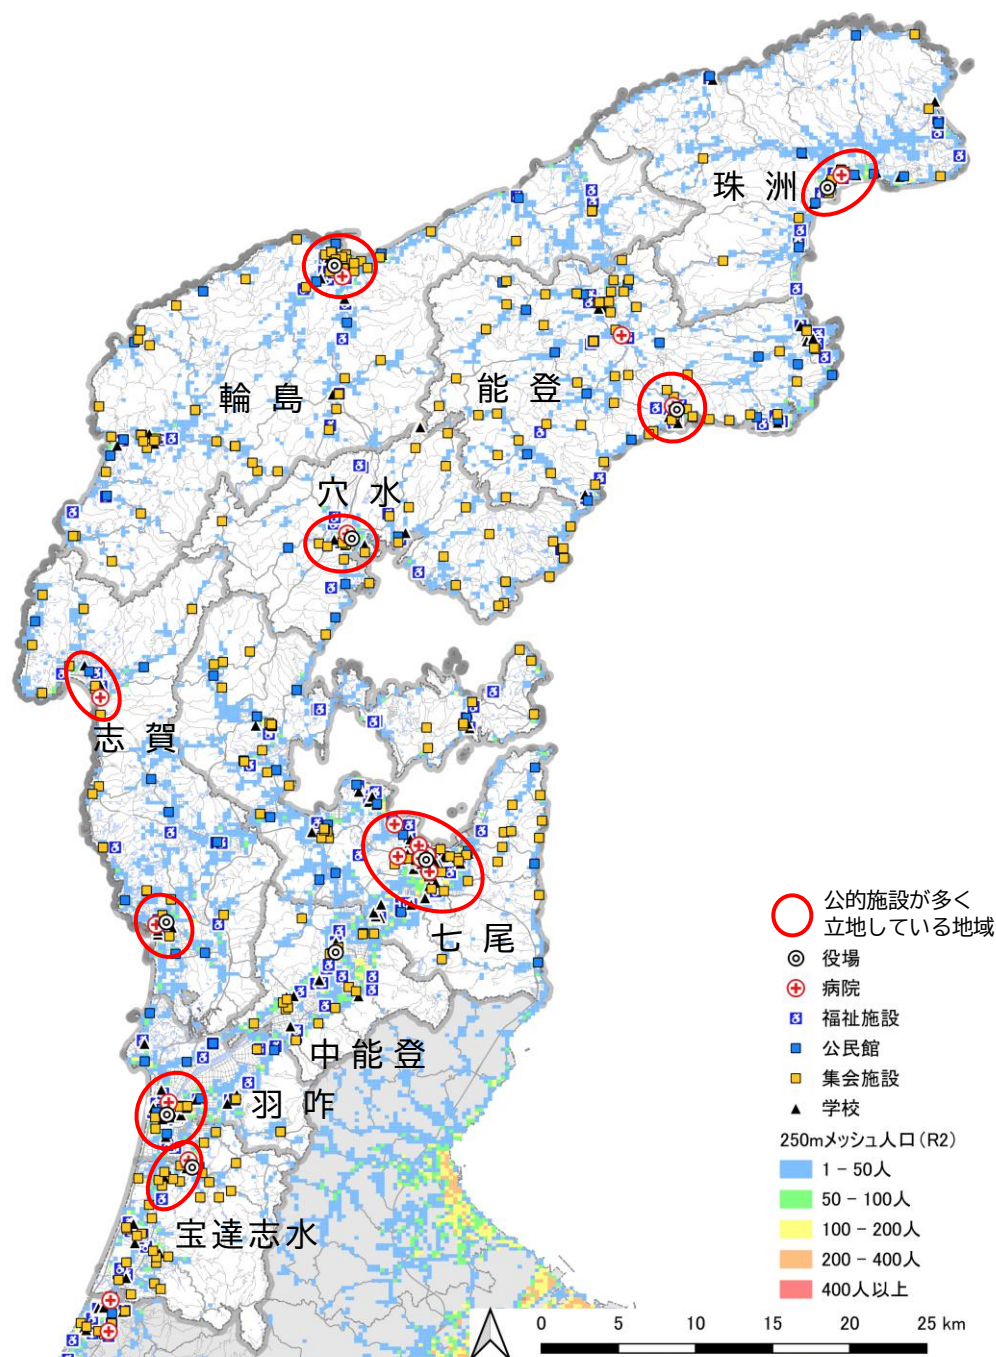 珠洲
輪島
能登
穴水
志賀
七尾
中能登
羽咋
宝達志水
公的施設が多く
立地している地域
役場
病院
福祉施設
公民館
集会施設
学校
250mメッシュ人口(R2)
1 - 50人
50 - 100人
100 - 200人
200 - 400人
400人以上
0 5 10 15 20 25 km